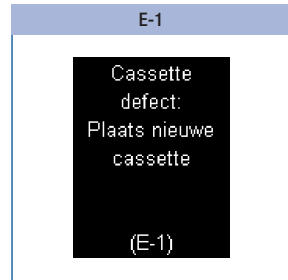 E-1
Cassette
defect:
Plaats nieuwe
cassette
(E-1)